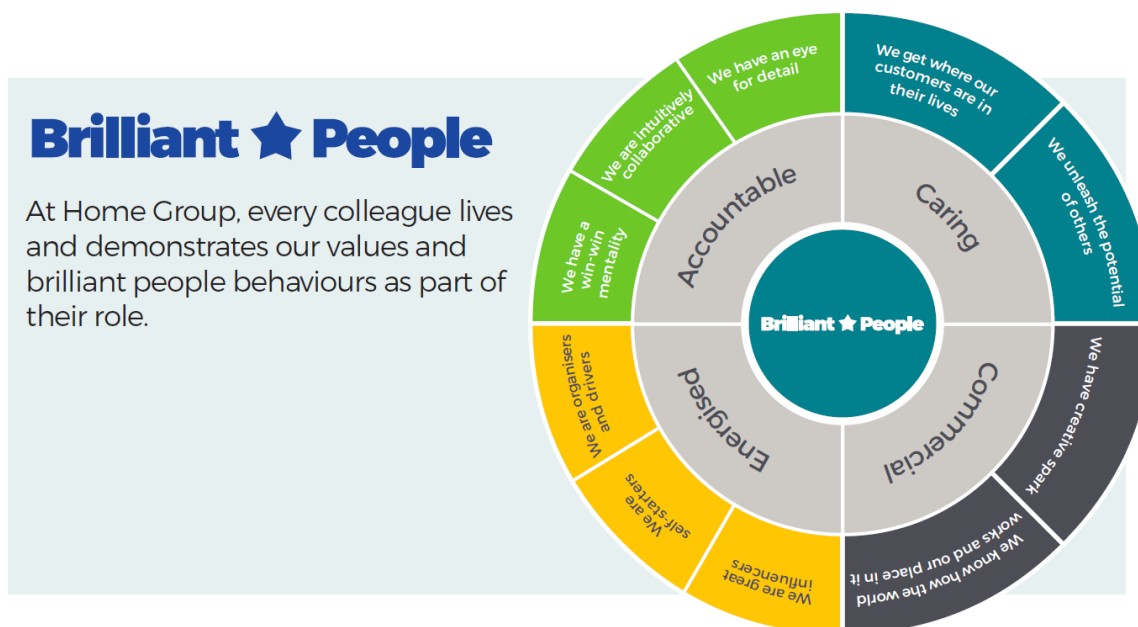 Brilliant People
At Home Group, every colleague lives
and demonstrates our values and
brilliant people behaviours as part of
their role.
We have an eye
for detail
We are intuitively
collaborative
We have a
win-win
mentality
Accountable
We get where our
customers are in
their lives
We unleash the potential
of others
Caring
Brilliant People
We have creative spark
We know how the world
works and our place in it
Commercial
We are organisers
and drivers
We are
self-starters
We are great
influencers
Energised